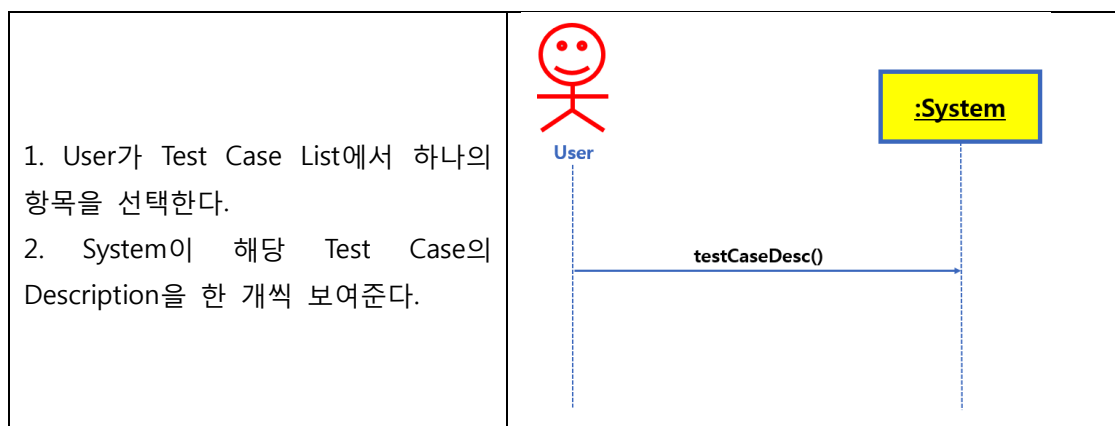 1. User가 Test Case List에서 하나의
항목을 선택한다.
2. System이 해당 Test Case의
Description을 한 개씩 보여준다.
User
:System
testCaseDesc()